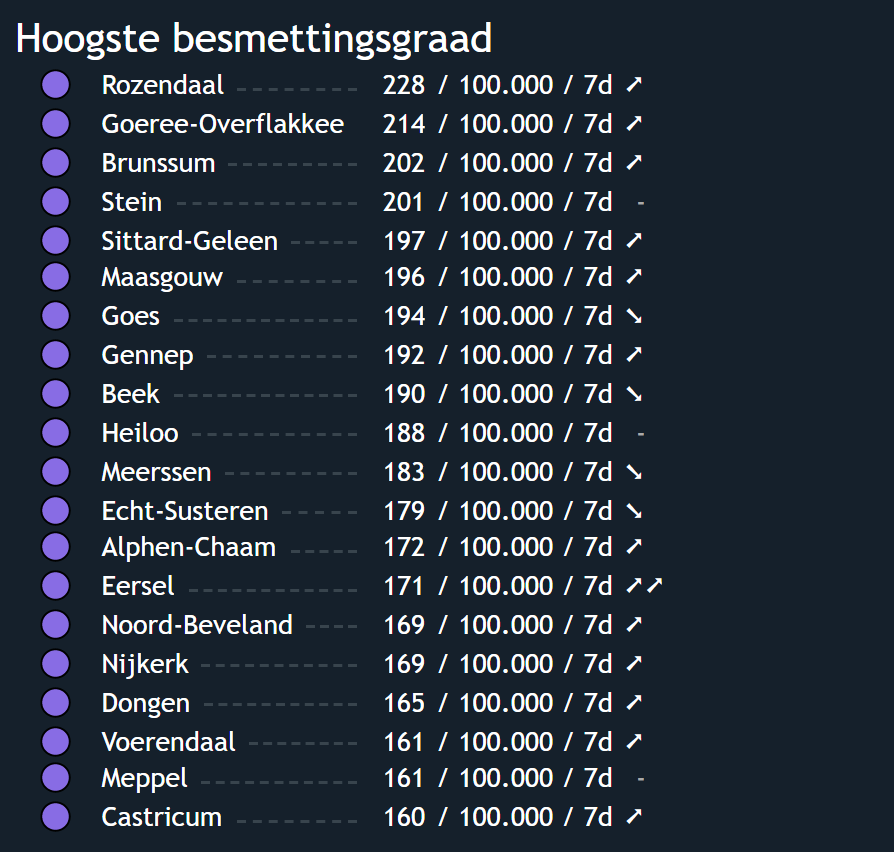 Hoogste besmettingsgraad
Rozendaal --------- 228 / 100.000 / 7d ➚
Goeree-Overflakkee 214 / 100.000 / 7d ➚
Brunssum ---------- 202 / 100.000 / 7d ➚
Stein -------------- 201 / 100.000 / 7d -
Sittard-Geleen ----- 197 / 100.000 / 7d ➚
Maasgouw --------- 196 / 100.000 / 7d ➚
Goes -------------- 194 / 100.000 / 7d ➘
Gennep ------------ 192 / 100.000 / 7d ➚
Beek -------------- 190 / 100.000 / 7d ➘
Heiloo ------------- 188 / 100.000 / 7d -
Meerssen ---------- 183 / 100.000 / 7d ➘
Echt-Susteren ------ 179 / 100.000 / 7d ➘
Alphen-Chaam ----- 172 / 100.000 / 7d ➚
Eersel ------------- 171 / 100.000 / 7d ➚➚
Noord-Beveland ---- 169 / 100.000 / 7d ➚
Nijkerk ------------ 169 / 100.000 / 7d ➚
Dongen ------------ 165 / 100.000 / 7d ➚
Voerendaal -------- 161 / 100.000 / 7d ➚
Meppel ------------ 161 / 100.000 / 7d -
Castricum --------- 160 / 100.000 / 7d ➚